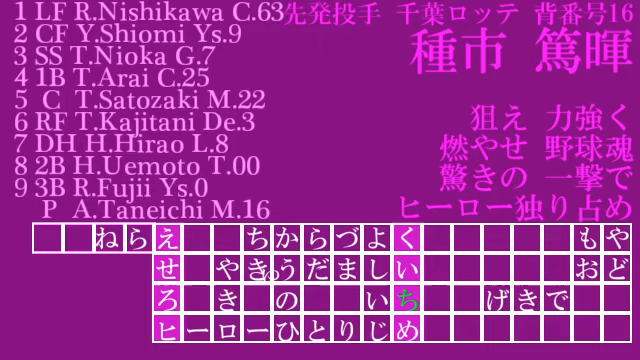 1 LF R.Nishikawa C.63
2 CF Y.Shiomi Ys.9
3 SS T.Nioka G.7
4 1B T.Arai C.25
5 C T.Satozaki M.22
6 RF T.Kajitani De.3
7 DH H.Hirao L.8
8 2B H.Uemoto T.00
9 3B R.Fujii Ys.0
P A.Taneichi M.16
先発投手 千葉ロッテ 背番号16
種市 篤暉
狙え 力強く
燃やせ 野球魂
驚きの 一撃で
ヒーロー独り占め
ねらえ ちからづよく もや
せ やきゅうだましい おど
ろ き の いち げきで
ヒーローひとりじめ